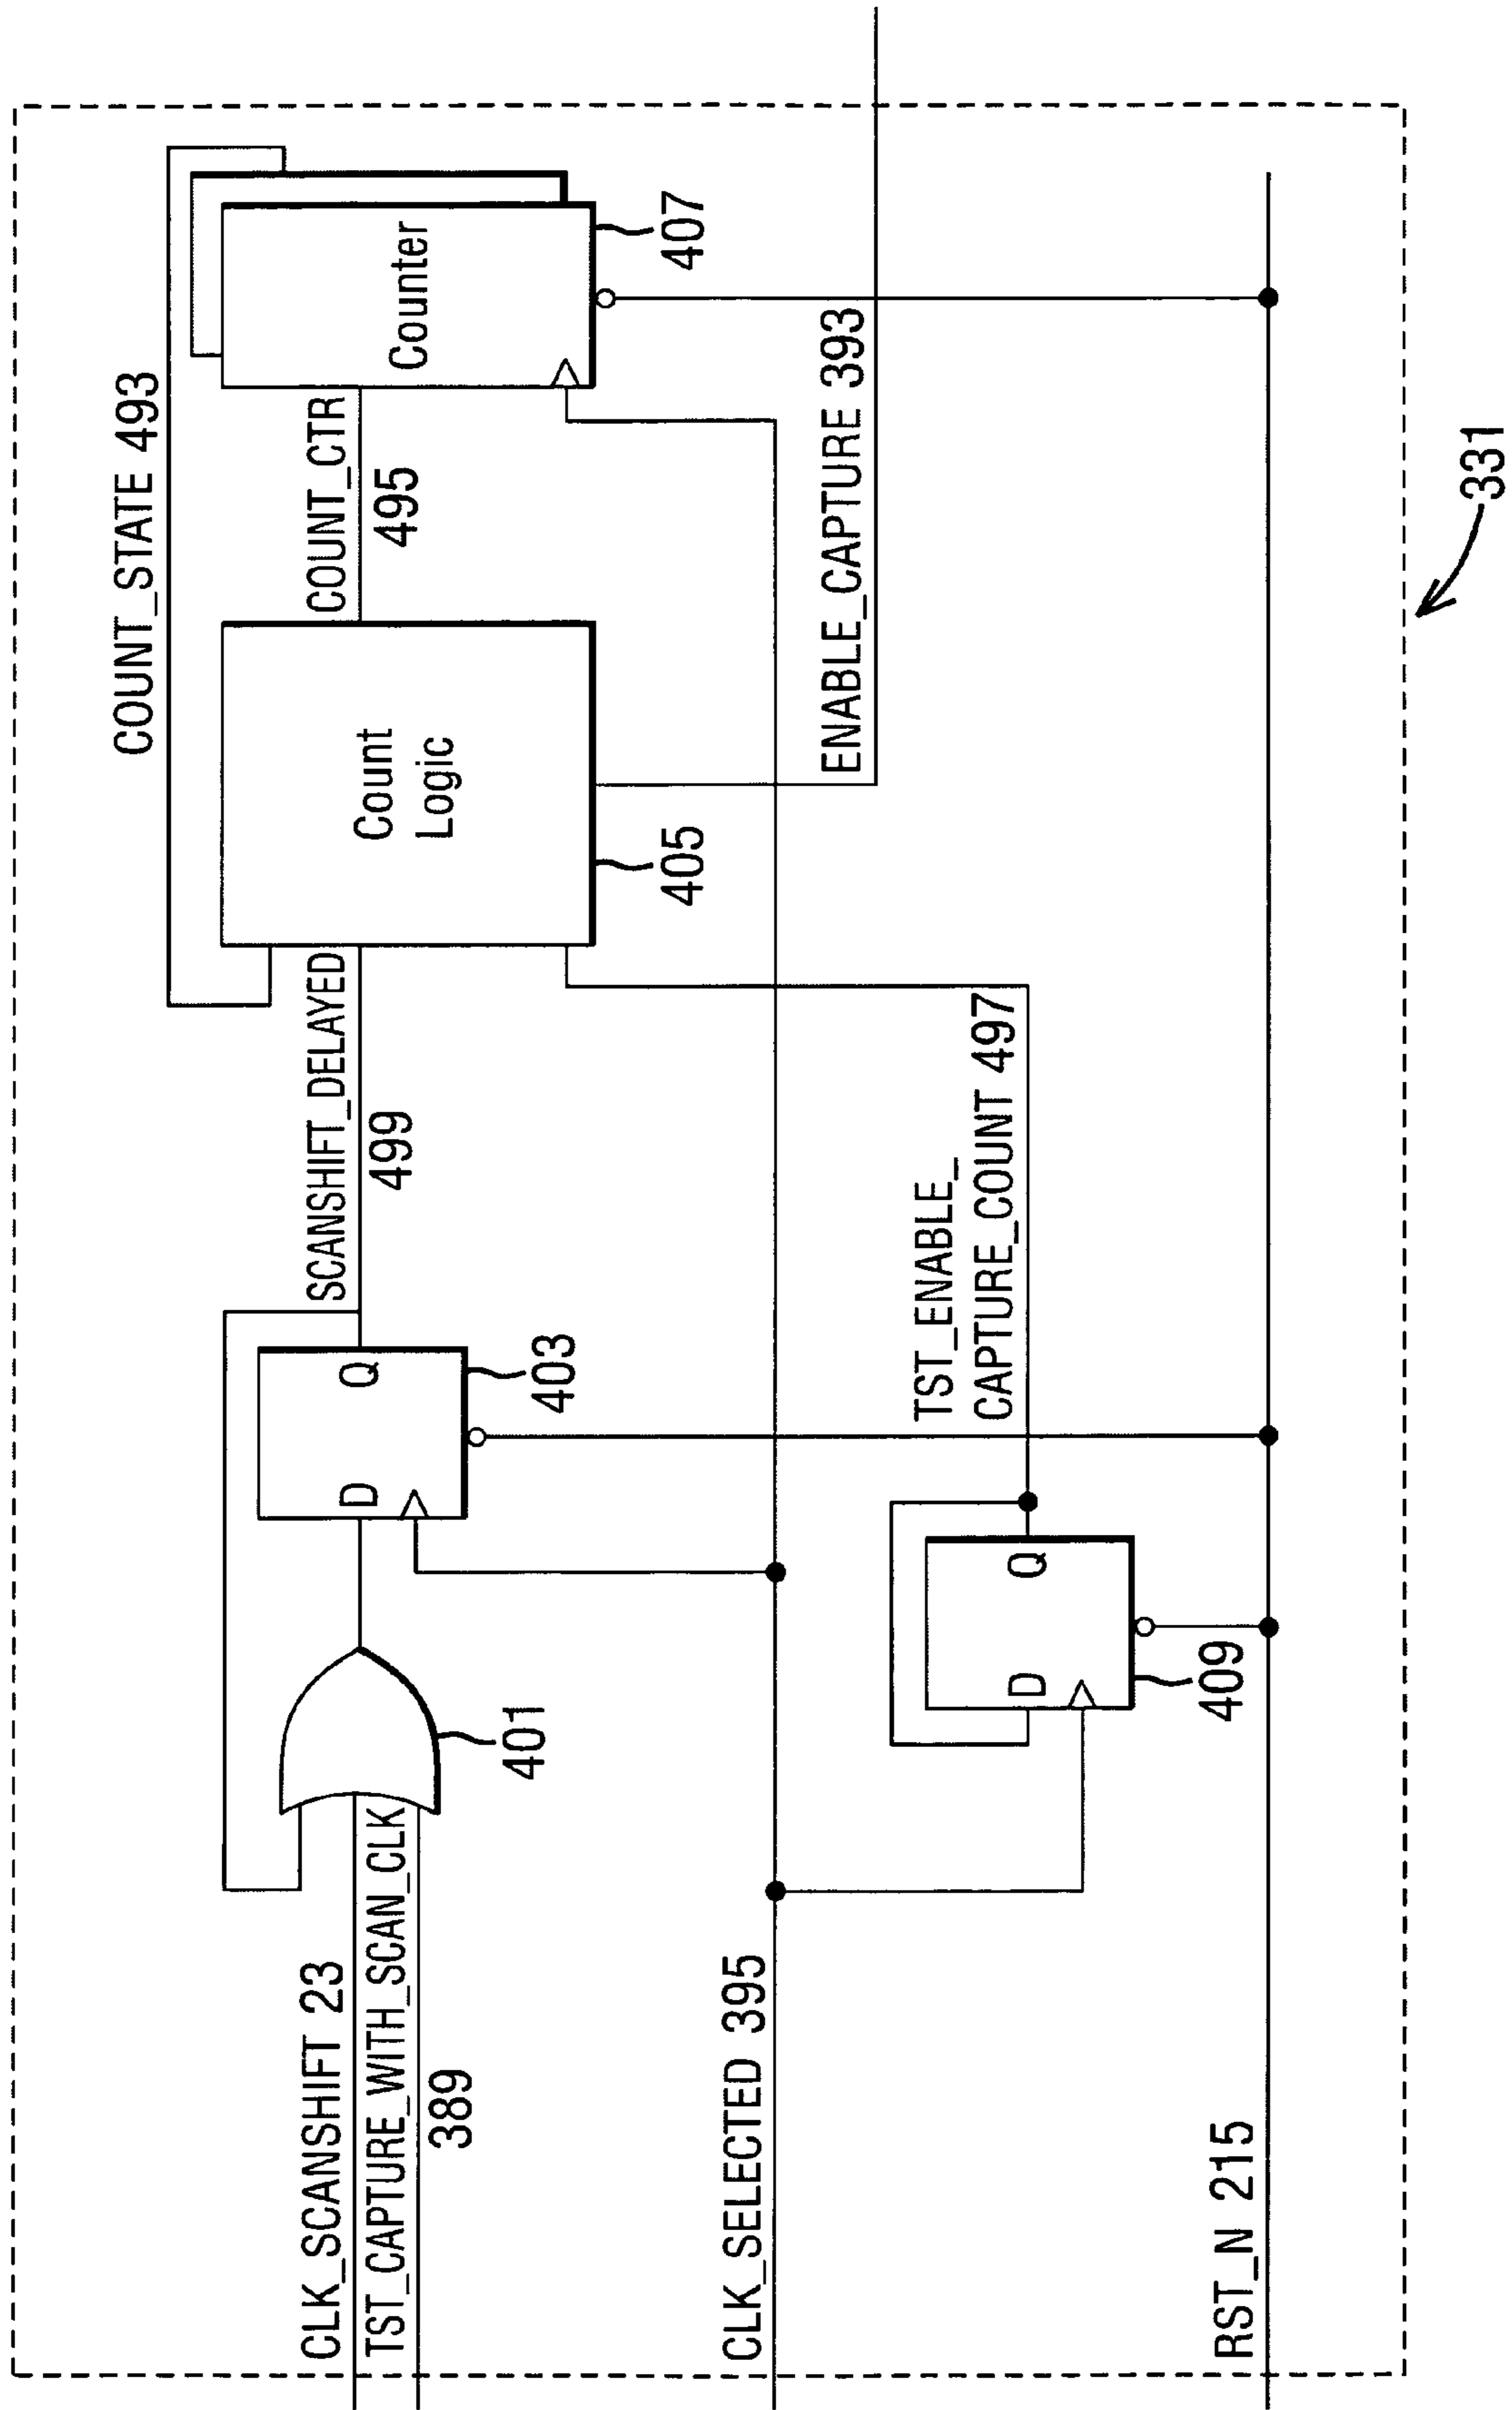 COUNT_STATE 493
CLK_SCANSHIFT 23
TST_CAPTURE_WITH_SCAN_CLK
389
401
D
Q
403
SCANSHIFT_DELAYED
499
Count
Logic
405
COUNT_CTR
495
Counter
407
CLK_SELECTED 395
ENABLE_CAPTURE 393
D
Q
409
TST_ENABLE_
CAPTURE_COUNT 497
RST_N 215
331